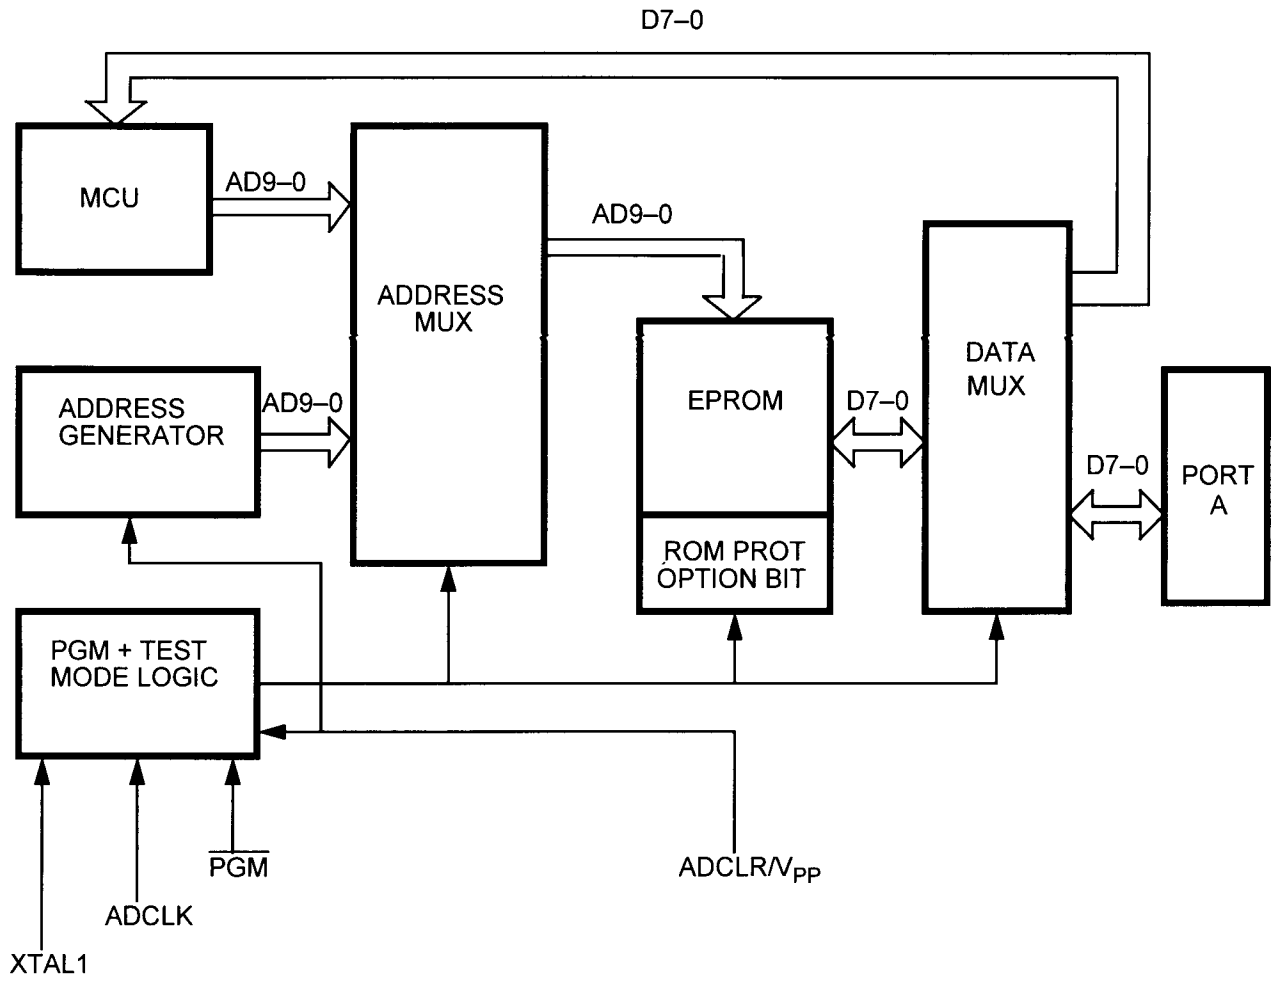 D7–0
MCU
AD9–0
AD9–0
ADDRESS
MUX
DATA
MUX
EPROM
D7–0
ADDRESS
GENERATOR
AD9–0
D7–0
PORT
A
ROM PROT
OPTION BIT
PGM + TEST
MODE LOGIC
PGM
ADCLR/VPP
ADCLK
XTAL1